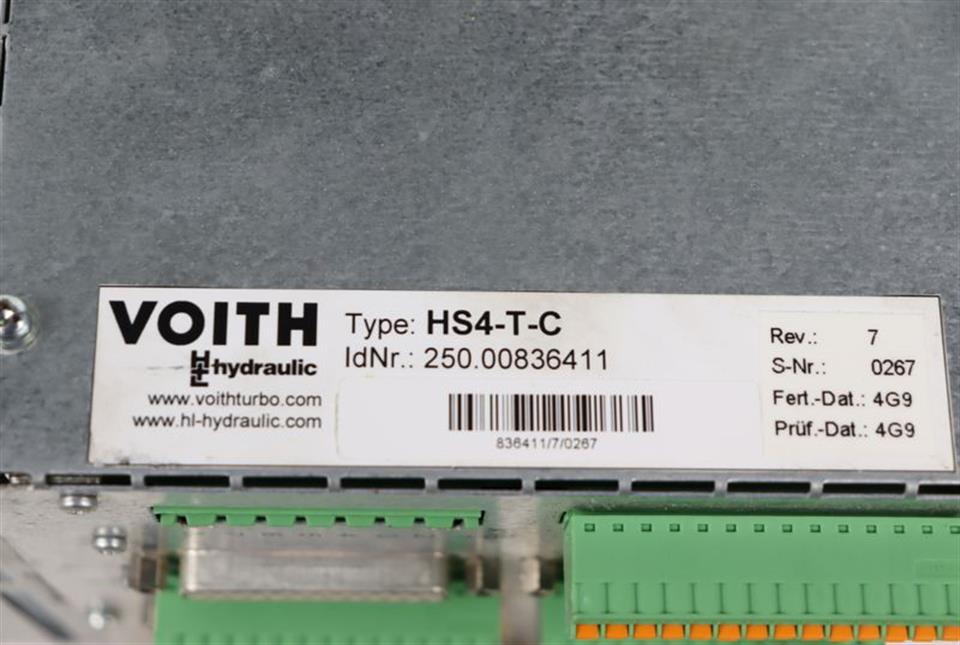 VOITH
HL-hydraulic
www.voithturbo.com
www.hl-hydraulic.com
Type: HS4-T-C
IdNr.: 250.00836411
836411/7/0267
Rev.: 7
S-Nr.: 0267
Fert.-Dat.: 4G9
Prüf.-Dat.: 4G9